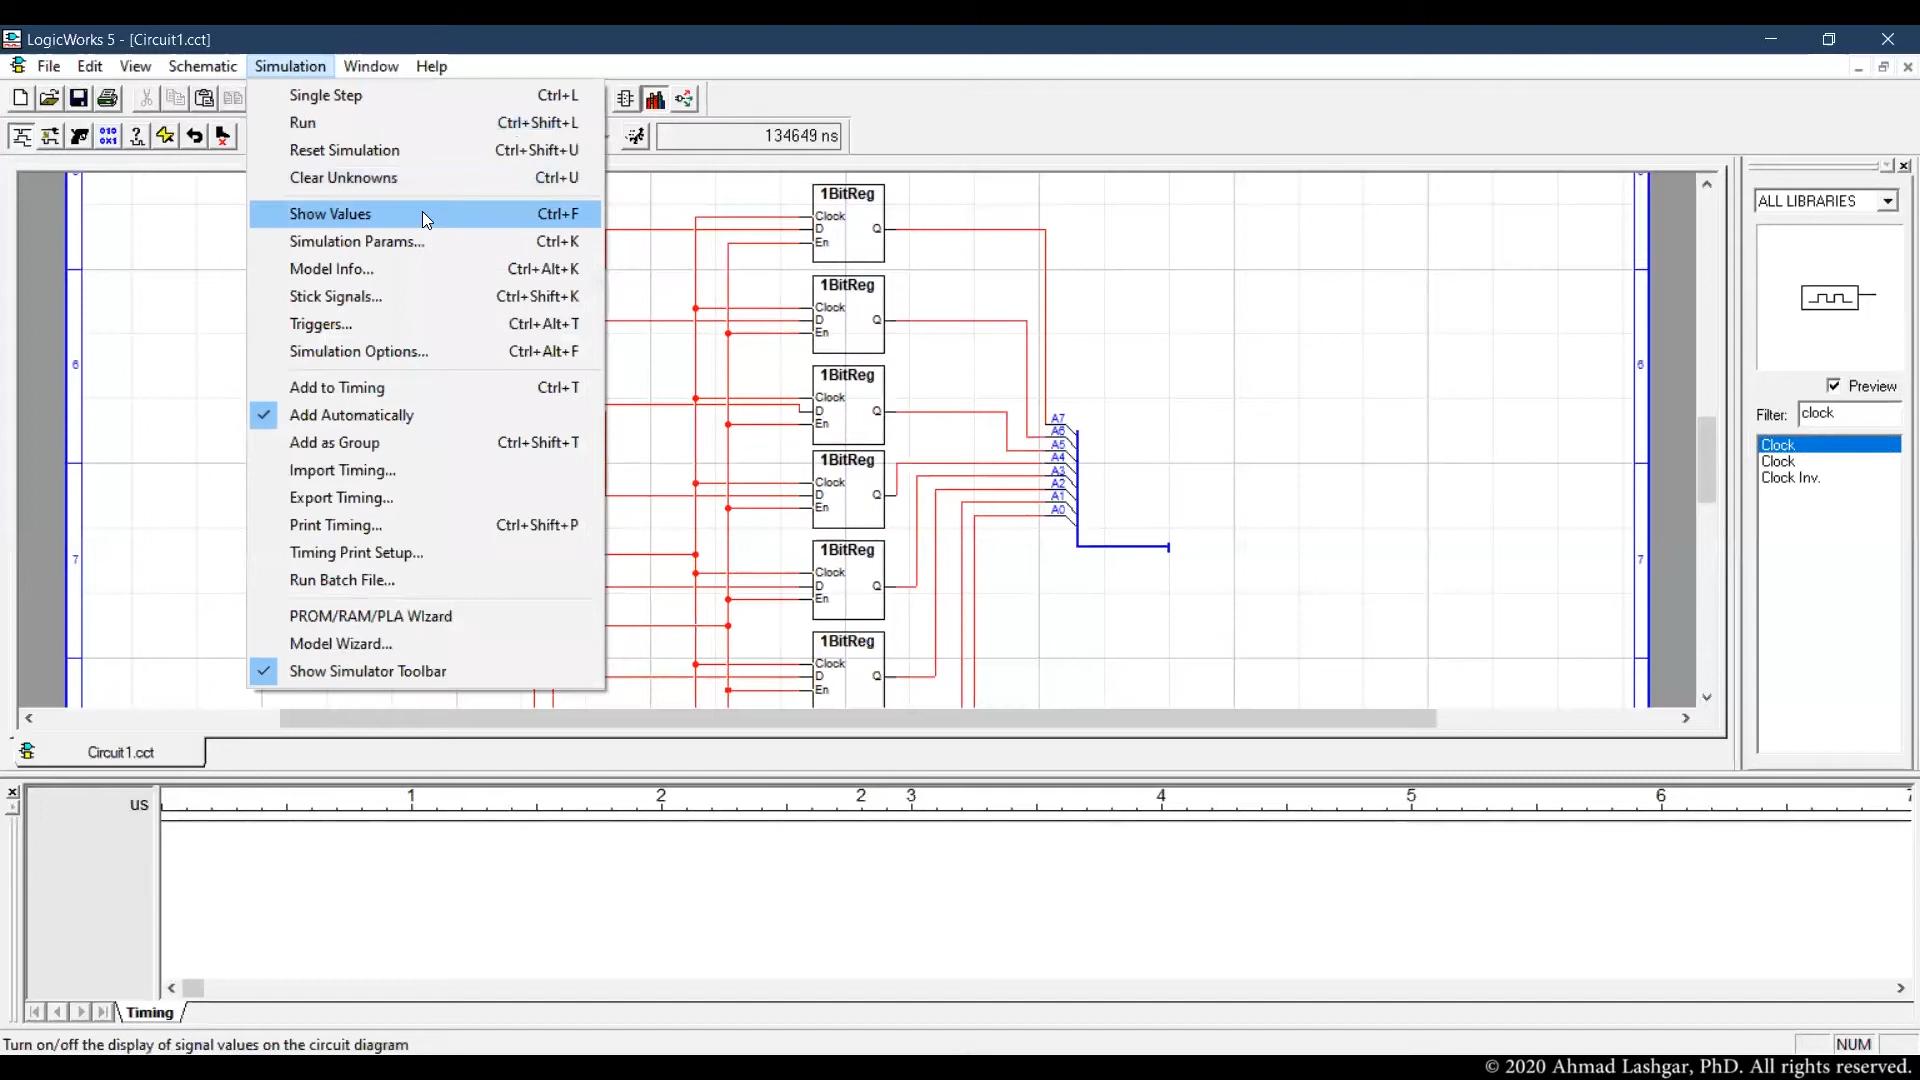 LogicWorks 5 - [Circuit1.cct]
File Edit View Schematic Simulation Window Help
134649 ns
Single Step Ctrl+L
Run Ctrl+Shift+L
Reset Simulation Ctrl+Shift+U
Clear Unknowns Ctrl+U
Show Values Ctrl+F
Simulation Params... Ctrl+K
Model Info... Ctrl+Alt+K
Stick Signals... Ctrl+Shift+K
Triggers... Ctrl+Alt+T
Simulation Options... Ctrl+Alt+F
Add to Timing Ctrl+T
Add Automatically
Add as Group Ctrl+Shift+T
Import Timing...
Export Timing...
Print Timing... Ctrl+Shift+P
Timing Print Setup...
Run Batch File...
PROM/RAM/PLA WIzard
Model Wizard...
Show Simulator Toolbar
1BitReg
Clock
D Q
En
1BitReg
Clock
D Q
En
1BitReg
Clock
D Q
En
1BitReg
Clock
D Q
En
1BitReg
Clock
D Q
En
1BitReg
Clock
D Q
En
A7
A6
A5
A4
A3
A2
A1
A0
6 6
7 7
ALL LIBRARIES
Preview
Filter: clock
Clock
Clock
Clock Inv.
Circuit1.cct
us 1 2 2 3 4 5 6
Timing
Turn on/off the display of signal values on the circuit diagram
NUM
© 2020 Ahmad Lashgar, PhD. All rights reserved.